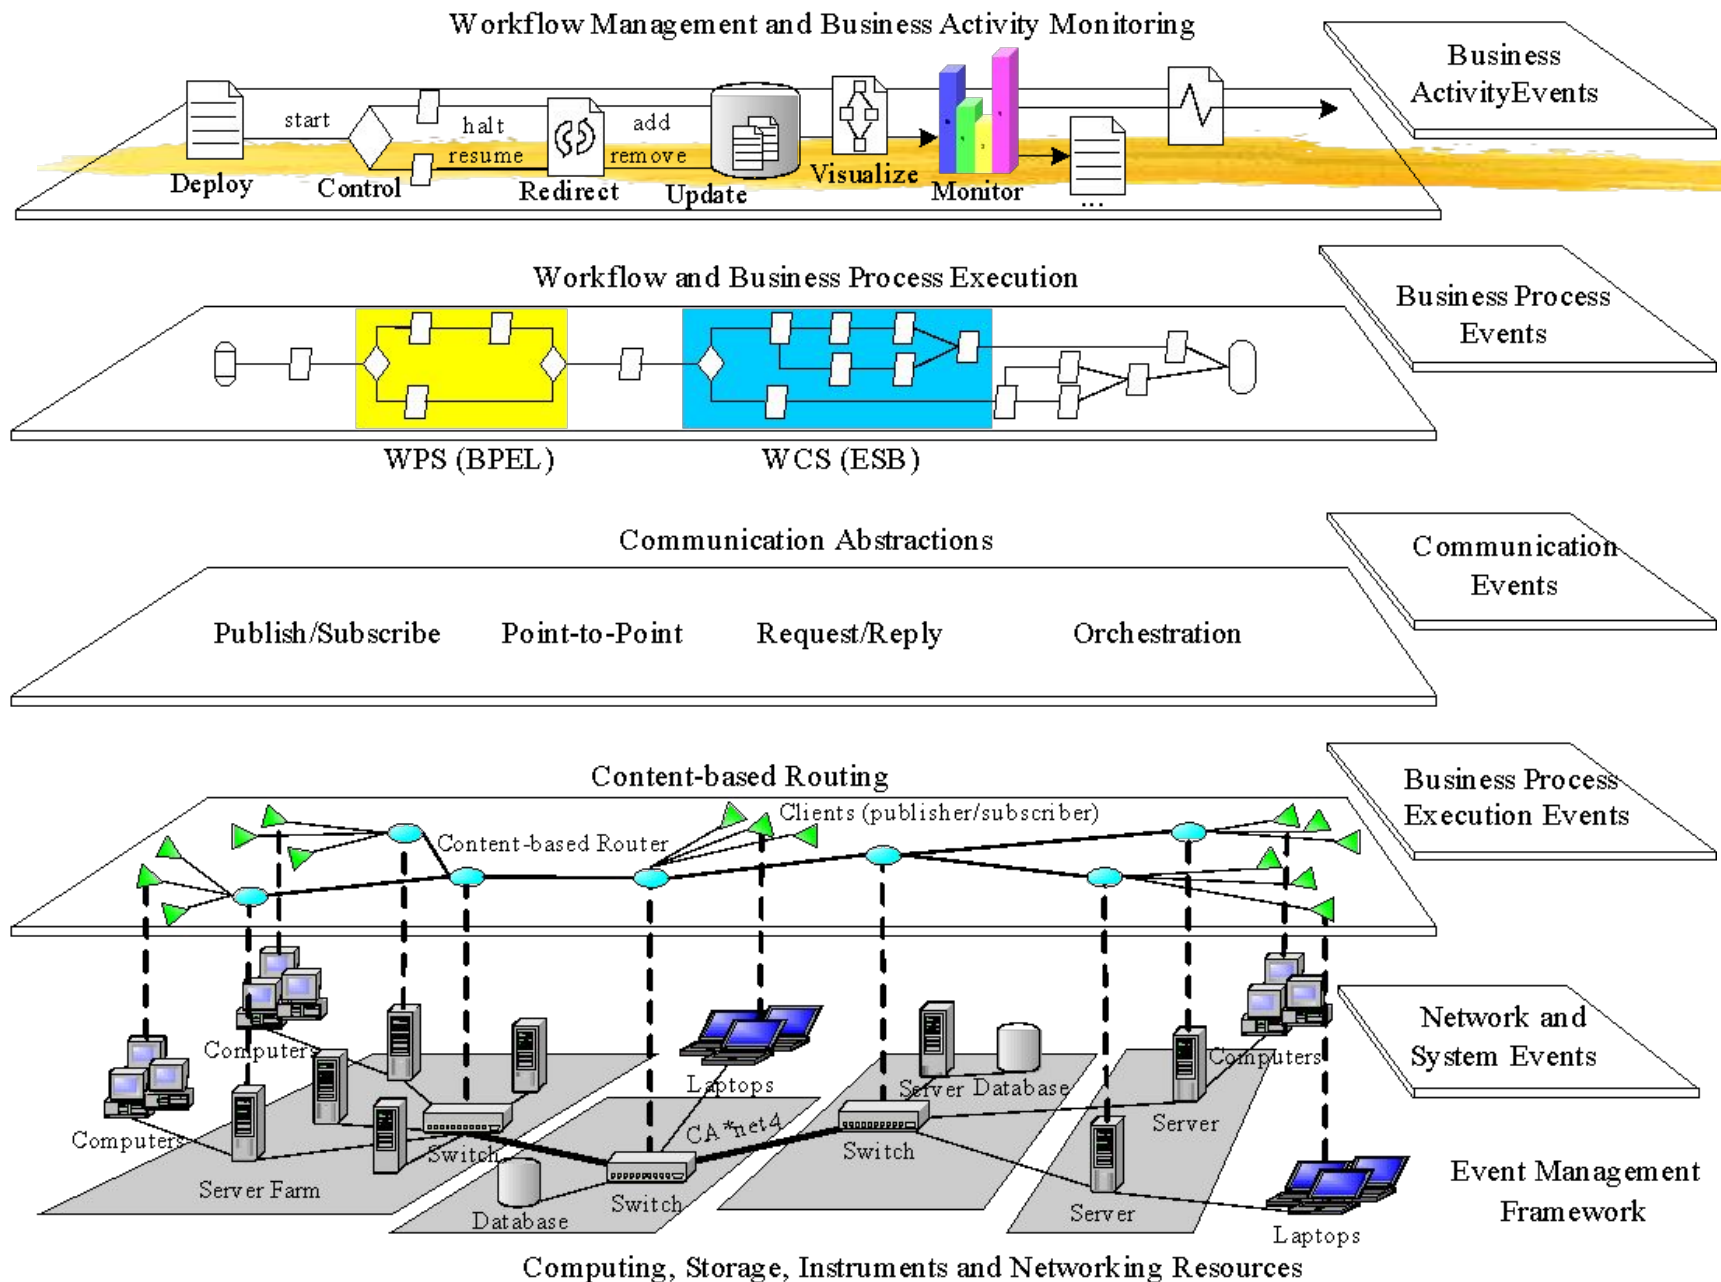 Workflow Management and Business Activity Monitoring
Business
ActivityEvents
start
halt
resume
add
remove
Deploy
Control
Redirect
Update
Visualize
Monitor
...
Workflow and Business Process Execution
Business Process
Events
WPS (BPEL)
WCS (ESB)
Communication Abstractions
Communication
Events
Publish/Subscribe
Point-to-Point
Request/Reply
Orchestration
Content-based Routing
Business Process
Execution Events
Clients (publisher/subscriber)
Content-based Router
Network and
System Events
Computers
Computers
Laptops
Server
Database
Computers
Computers
Switch
CA*net4
Switch
Server
Server Farm
Database
Switch
Server
Laptops
Event Management
Framework
Computing, Storage, Instruments and Networking Resources